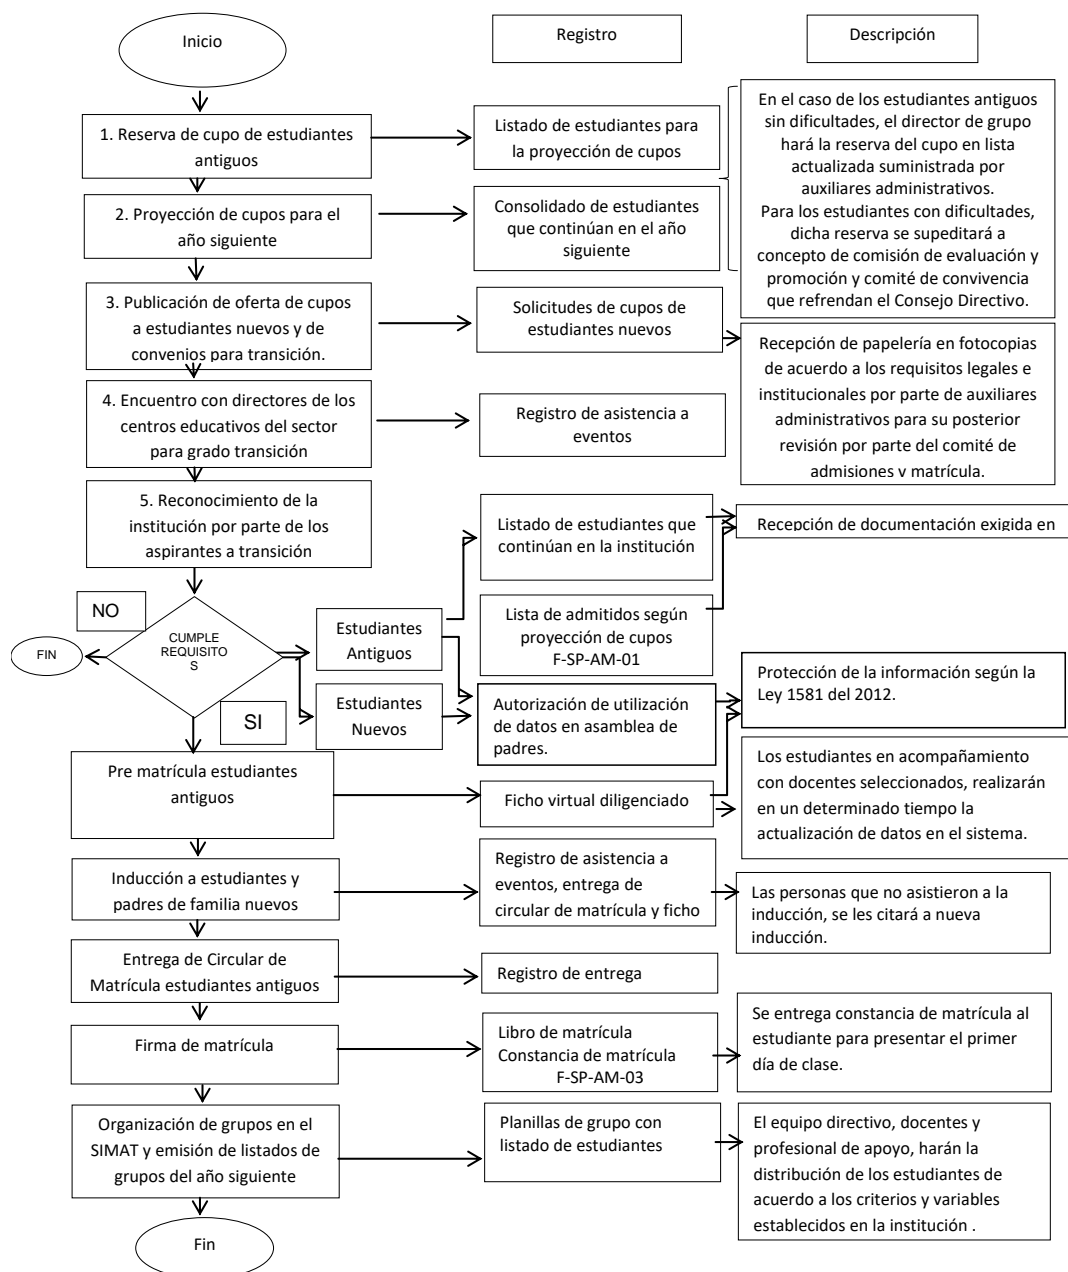 Inicio
Registro
Descripción
1. Reserva de cupo de estudiantes
antiguos
Listado de estudiantes para
la proyección de cupos
En el caso de los estudiantes antiguos
sin dificultades, el director de grupo
hará la reserva del cupo en lista
actualizada suministrada por
auxiliares administrativos.
Para los estudiantes con dificultades,
dicha reserva se supeditará a
concepto de comisión de evaluación y
promoción y comité de convivencia
que refrendan el Consejo Directivo.
2. Proyección de cupos para el
año siguiente
Consolidado de estudiantes
que continúan en el año
siguiente
3. Publicación de oferta de cupos
a estudiantes nuevos y de
convenios para transición.
Solicitudes de cupos de
estudiantes nuevos
Recepción de papelería en fotocopias
de acuerdo a los requisitos legales e
institucionales por parte de auxiliares
administrativos para su posterior
revisión por parte del comité de
admisiones y matrícula.
4. Encuentro con directores de los
centros educativos del sector
para grado transición
Registro de asistencia a
eventos
5. Reconocimiento de la
institución por parte de los
aspirantes a transición
Listado de estudiantes que
continúan en la institución
Recepción de documentación exigida en
NO
FIN
CUMPLE
REQUISITO
S
SI
Estudiantes
Antiguos
Lista de admitidos según
proyección de cupos
F-SP-AM-01
Estudiantes
Nuevos
Autorización de utilización
de datos en asamblea de
padres.
Protección de la información según la
Ley 1581 del 2012.
Pre matrícula estudiantes
antiguos
Ficho virtual diligenciado
Los estudiantes en acompañamiento
con docentes seleccionados, realizarán
en un determinado tiempo la
actualización de datos en el sistema.
Inducción a estudiantes y
padres de familia nuevos
Registro de asistencia a
eventos, entrega de
circular de matrícula y ficho
Las personas que no asistieron a la
inducción, se les citará a nueva
inducción.
Entrega de Circular de
Matrícula estudiantes antiguos
Registro de entrega
Firma de matrícula
Libro de matrícula
Constancia de matrícula
F-SP-AM-03
Se entrega constancia de matrícula al
estudiante para presentar el primer
día de clase.
Organización de grupos en el
SIMAT y emisión de listados de
grupos del año siguiente
Planillas de grupo con
listado de estudiantes
El equipo directivo, docentes y
profesional de apoyo, harán la
distribución de los estudiantes de
acuerdo a los criterios y variables
establecidos en la institución .
Fin